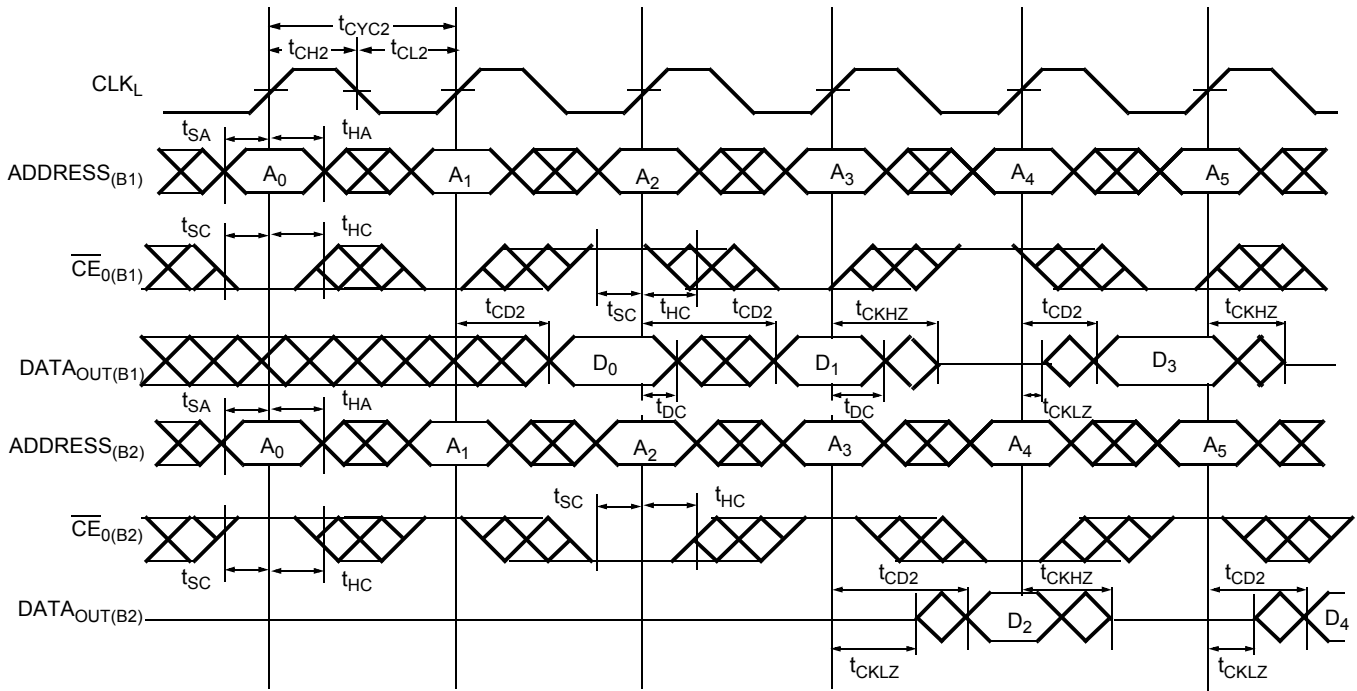 tCYC2
tCH2 tCL2
CLKL
tSA tHA
ADDRESS(B1) A0 A1 A2 A3 A4 A5
tSC tHC
CE0(B1)
tCD2 tSC tHC tCD2 tCKHZ tCD2 tCKHZ
DATAOUT(B1) D0 D1 D3
tSA tHA tDC tDC tCKLZ
ADDRESS(B2) A0 A1 A2 A3 A4 A5
tSC tHC
CE0(B2)
tSC tHC tCD2 tCKHZ tCD2
DATAOUT(B2) D2 D4
tCKLZ tCKLZ